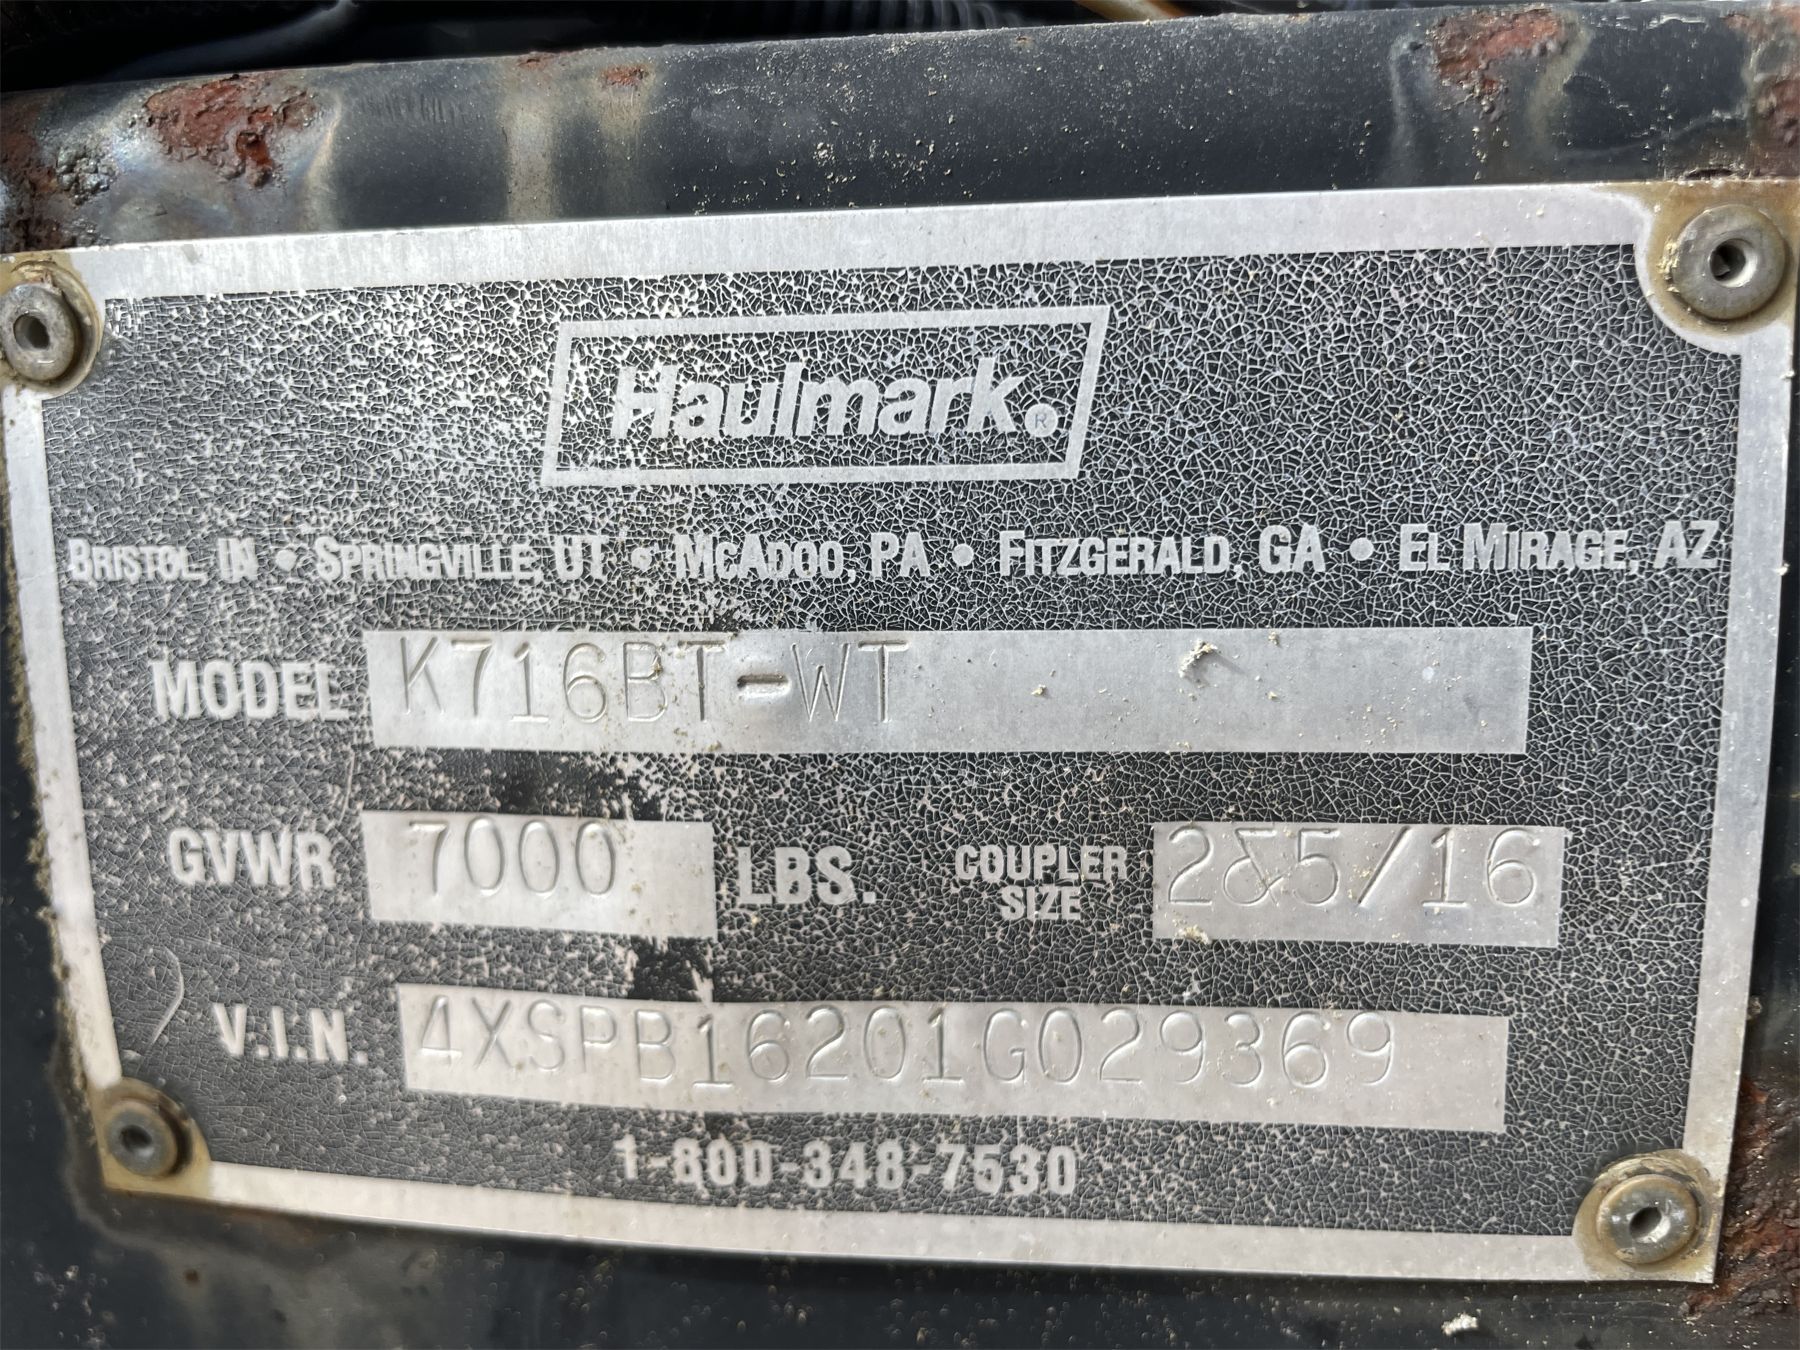 Haulmark®
BRISTOL, IN • SPRINGVILLE, UT • MCADOO, PA • FITZGERALD, GA • EL MIRAGE, AZ
MODEL K716BT-WT
GVWR 7000 LBS. COUPLER SIZE 2&5/16
V.I.N. 4XSPB16201G029369
1-800-348-7530